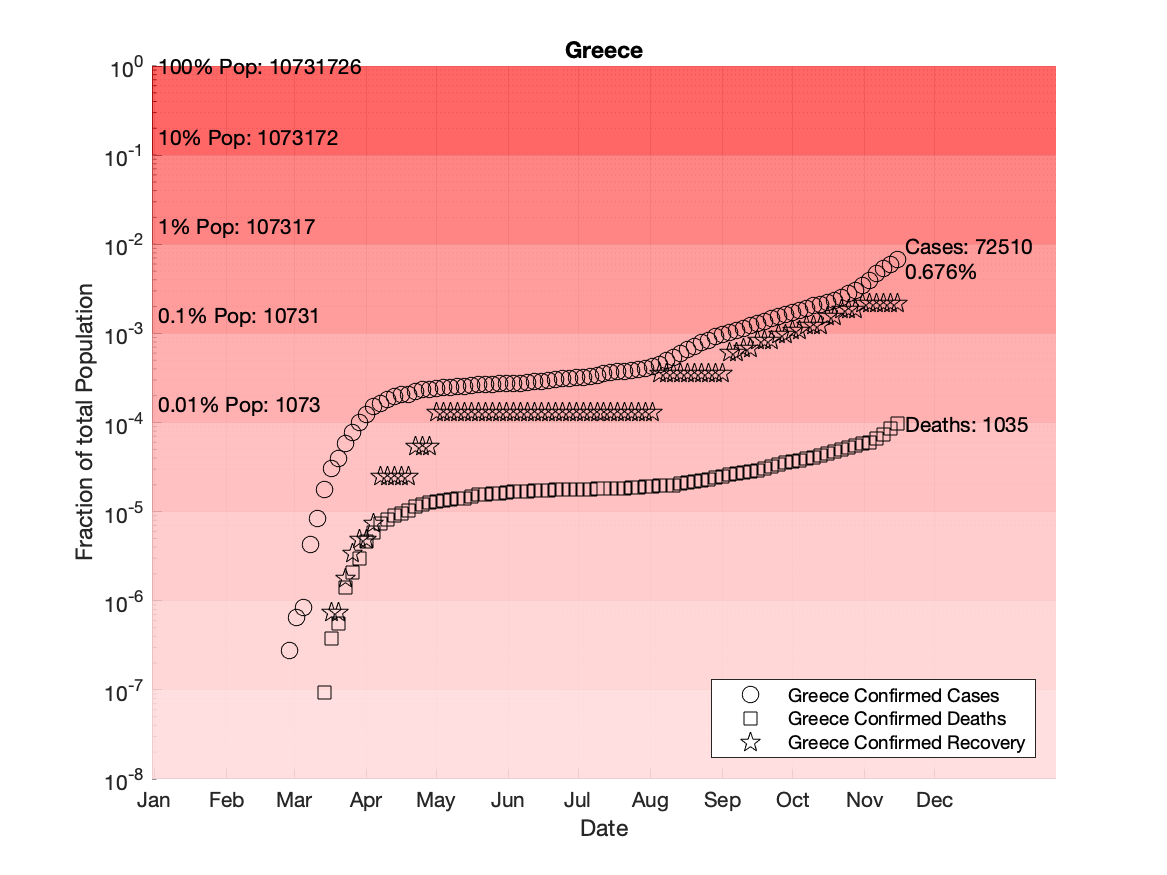 Greece
10^0
100% Pop: 10731726
10% Pop: 1073172
10^-1
1% Pop: 107317
10^-2
Cases: 72510
0.676%
0.1% Pop: 10731
10^-3
0.01% Pop: 1073
10^-4
Deaths: 1035
10^-5
10^-6
10^-7
10^-8
Fraction of total Population
Greece Confirmed Cases
Greece Confirmed Deaths
Greece Confirmed Recovery
Jan Feb Mar Apr May Jun Jul Aug Sep Oct Nov Dec
Date